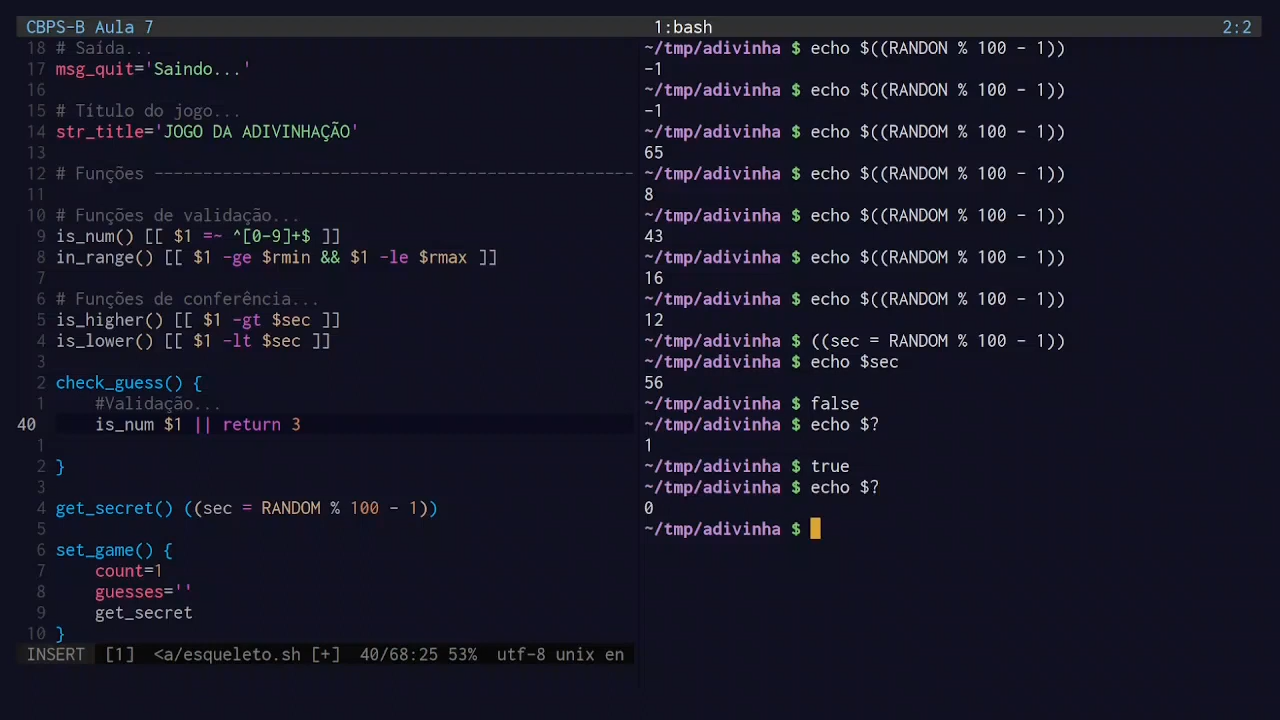 CBPS-B Aula 7
18 # Saída...
17 msg_quit='Saindo...'
16
15 # Título do jogo...
14 str_title='JOGO DA ADIVINHAÇÃO'
13
12 # Funções -------------------------------------------------
11
10 # Funções de validação...
9 is_num() [[ $1 =~ ^[0-9]+$ ]]
8 in_range() [[ $1 -ge $rmin && $1 -le $rmax ]]
7
6 # Funções de conferência...
5 is_higher() [[ $1 -gt $sec ]]
4 is_lower() [[ $1 -lt $sec ]]
3
2 check_guess() {
1 #Validação...
40 is_num $1 || return 3
1
2 }
3
4 get_secret() ((sec = RANDOM % 100 - 1))
5
6 set_game() {
7 count=1
8 guesses=''
9 get_secret
10 }
INSERT [1] <a/esqueleto.sh [+] 40/68:25 53% utf-8 unix en
1:bash 2:2
~/tmp/adivinha $ echo $((RANDON % 100 - 1))
-1
~/tmp/adivinha $ echo $((RANDON % 100 - 1))
-1
~/tmp/adivinha $ echo $((RANDOM % 100 - 1))
65
~/tmp/adivinha $ echo $((RANDOM % 100 - 1))
8
~/tmp/adivinha $ echo $((RANDOM % 100 - 1))
43
~/tmp/adivinha $ echo $((RANDOM % 100 - 1))
16
~/tmp/adivinha $ echo $((RANDOM % 100 - 1))
12
~/tmp/adivinha $ ((sec = RANDOM % 100 - 1))
~/tmp/adivinha $ echo $sec
56
~/tmp/adivinha $ false
~/tmp/adivinha $ echo $?
1
~/tmp/adivinha $ true
~/tmp/adivinha $ echo $?
0
~/tmp/adivinha $